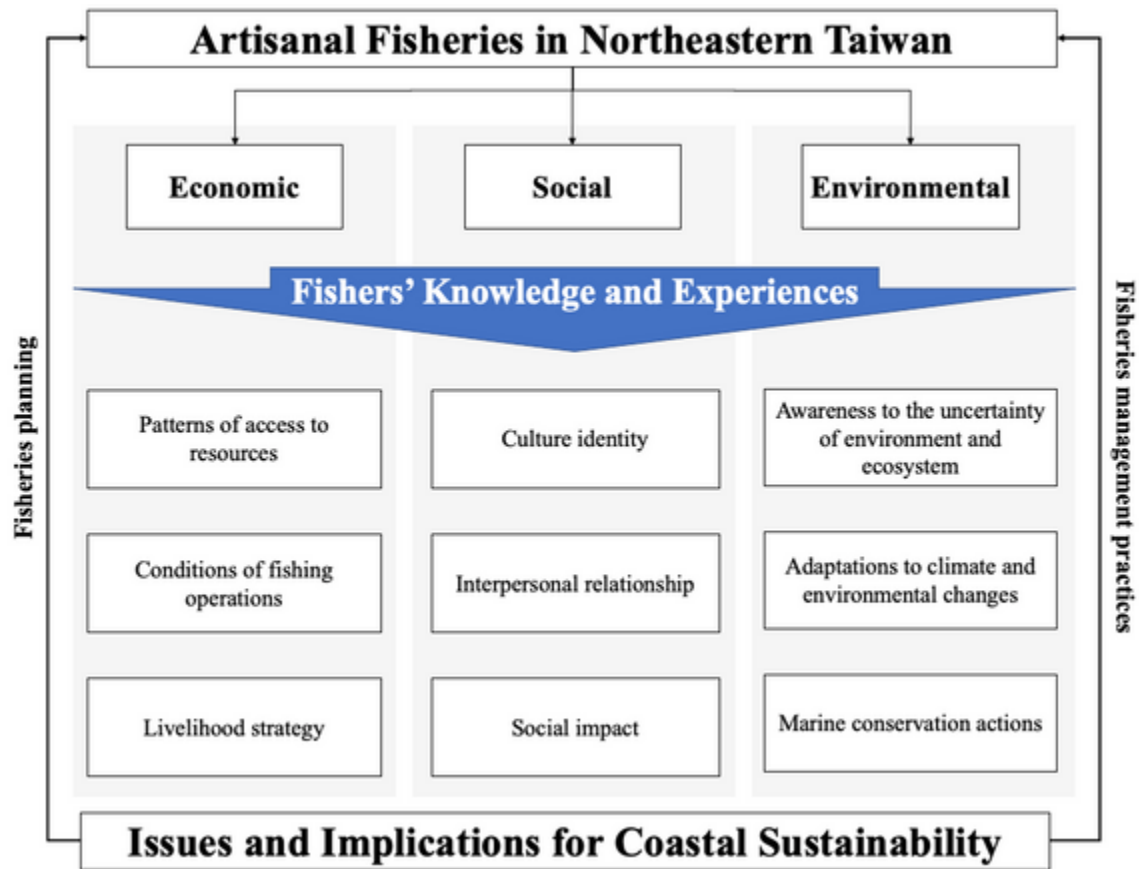 Artisanal Fisheries in Northeastern Taiwan
Economic
Social
Environmental
Fishers' Knowledge and Experiences
Fisheries planning
Fisheries management practices
Patterns of access to
resources
Culture identity
Awareness to the uncertainty
of environment and
ecosystem
Conditions of fishing
operations
Interpersonal relationship
Adaptations to climate and
environmental changes
Livelihood strategy
Social impact
Marine conservation actions
Issues and Implications for Coastal Sustainability